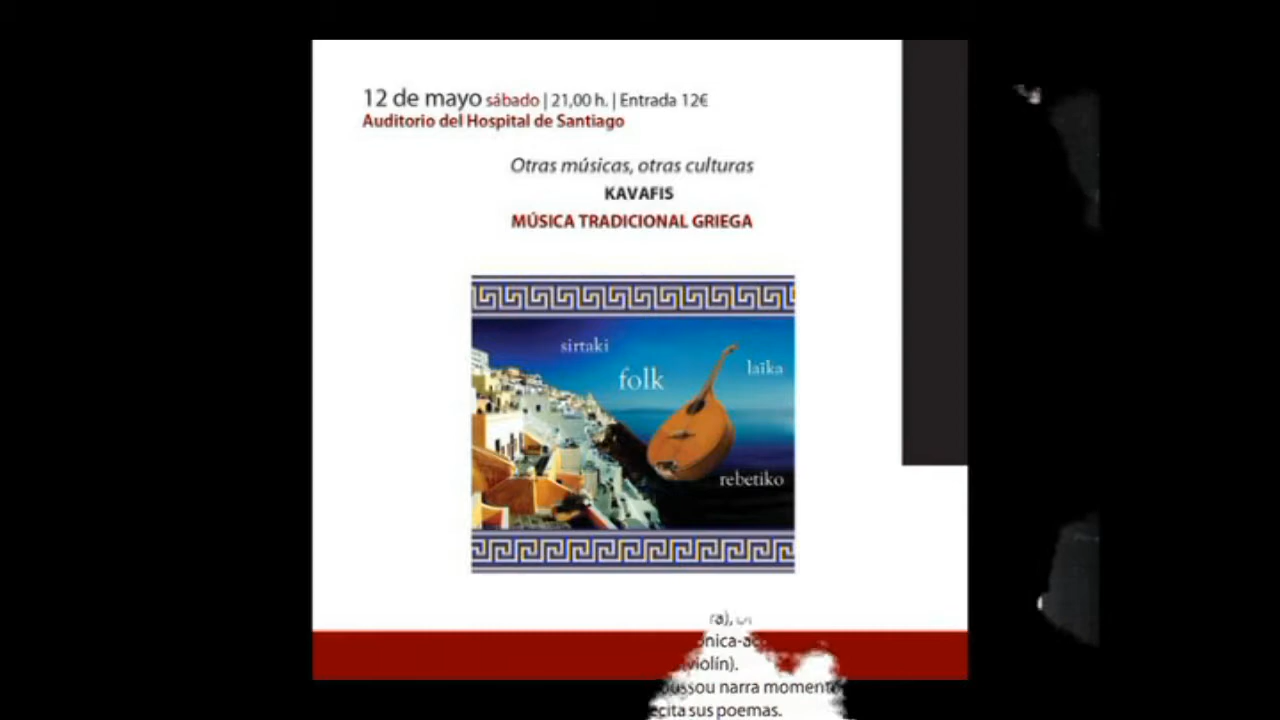 12 de mayo sábado | 21,00 h. | Entrada 12€
Auditorio del Hospital de Santiago
Otras músicas, otras culturas
KAVAFIS
MÚSICA TRADICIONAL GRIEGA
sirtaki
folk
laïka
rebetiko
violín).
narra
sus poemas.